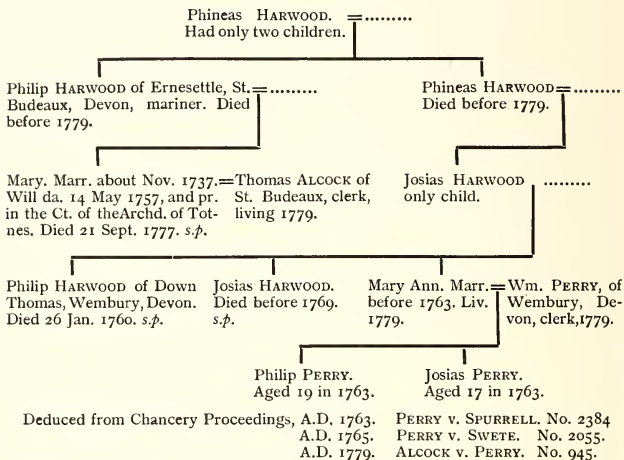 Phineas HARWOOD. =.........
Had only two children.
Philip HARWOOD of Ernesettle, St.=.........
Budeaux, Devon, mariner. Died
before 1779.
Phineas HARWOOD=.........
Died before 1779.
Mary. Marr. about Nov. 1737.=Thomas ALCOCK of
Will da. 14 May 1757, and pr. St. Budeaux, clerk,
in the Ct. of theArchd. of Tot- living 1779.
nes. Died 21 Sept. 1777. s.p.
Josias HARWOOD .........
only child.
Philip HARWOOD of Down
Thomas, Wembury, Devon.
Died 26 Jan. 1760. s.p.
Josias HARWOOD.
Died before 1769.
s.p.
Mary Ann. Marr.=Wm. PERRY, of
before 1763. Liv. Wembury, De-
1779. von, clerk,1779.
Philip PERRY.
Aged 19 in 1763.
Josias PERRY.
Aged 17 in 1763.
Deduced from Chancery Proceedings, A.D. 1763. PERRY v. SPURRELL. No. 2384
A.D. 1765. PERRY v. SWETE. No. 2055.
A.D. 1779. ALCOCK v. PERRY. No. 945.